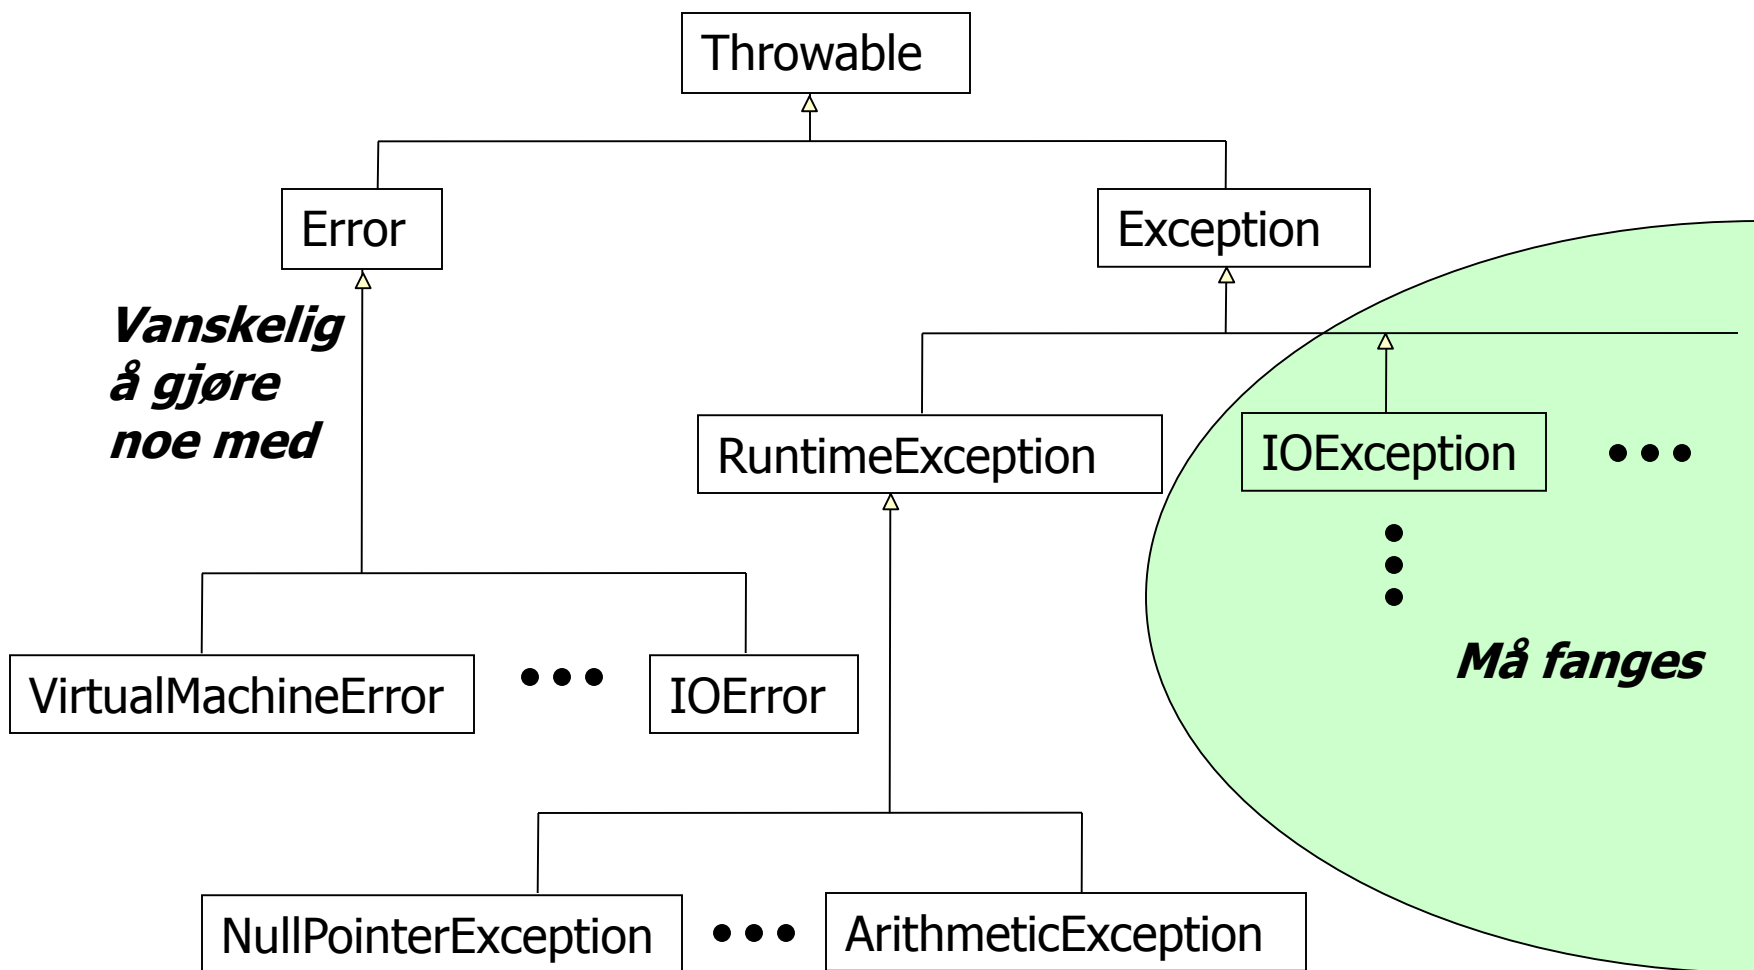 Throwable
Error
Exception
Vanskelig
å gjøre
noe med
RuntimeException
IOException
Må fanges
VirtualMachineError
IOError
NullPointerException
ArithmeticException